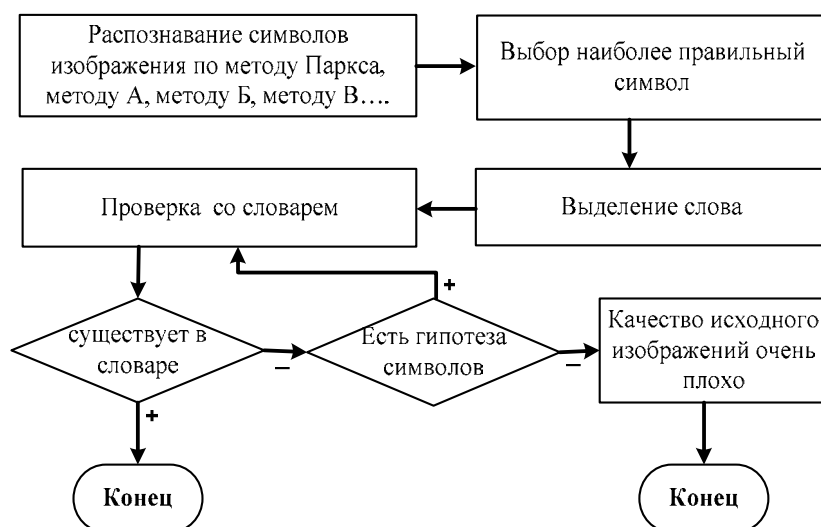 Распознавание символов
изображения по методу Паркса,
методу А, методу Б, методу В….
Выбор наиболее правильный
символ
Выделение слова
Проверка со словарем
существует в
словаре
+
–
Есть гипотеза
символов
+
–
Качество исходного
изображений очень
плохо
Конец
Конец